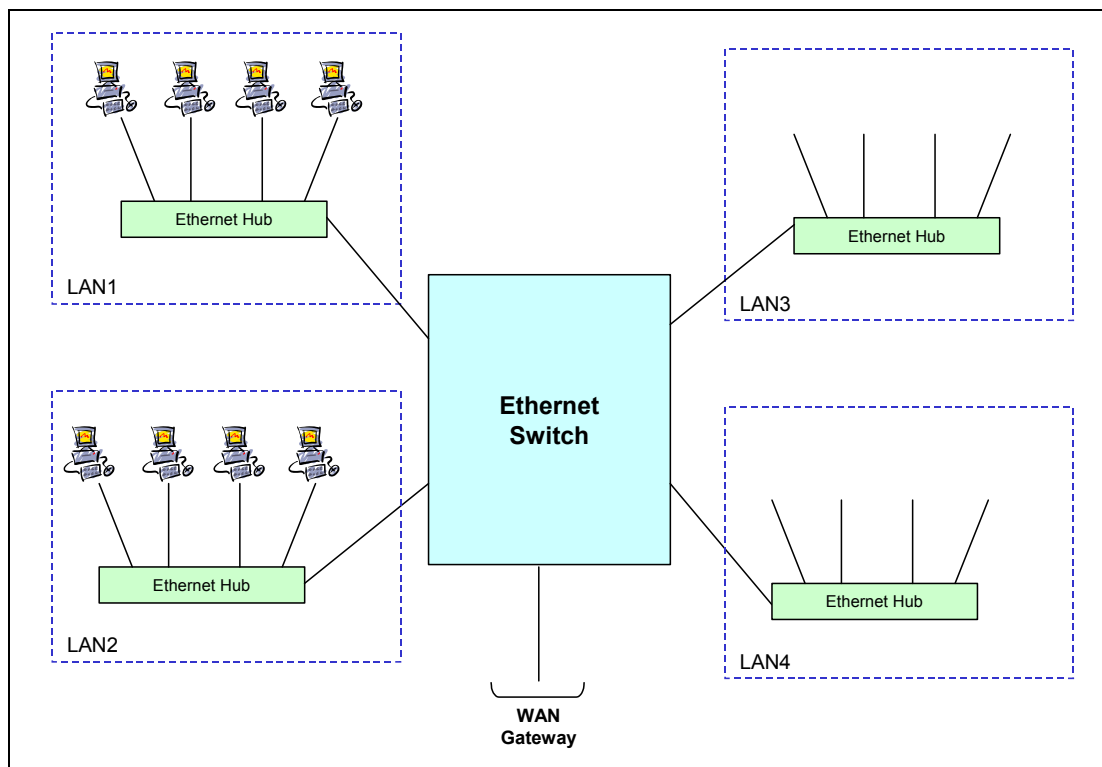 Ethernet Hub
LAN1
Ethernet Hub
LAN3
Ethernet
Switch
Ethernet Hub
LAN2
Ethernet Hub
LAN4
WAN
Gateway